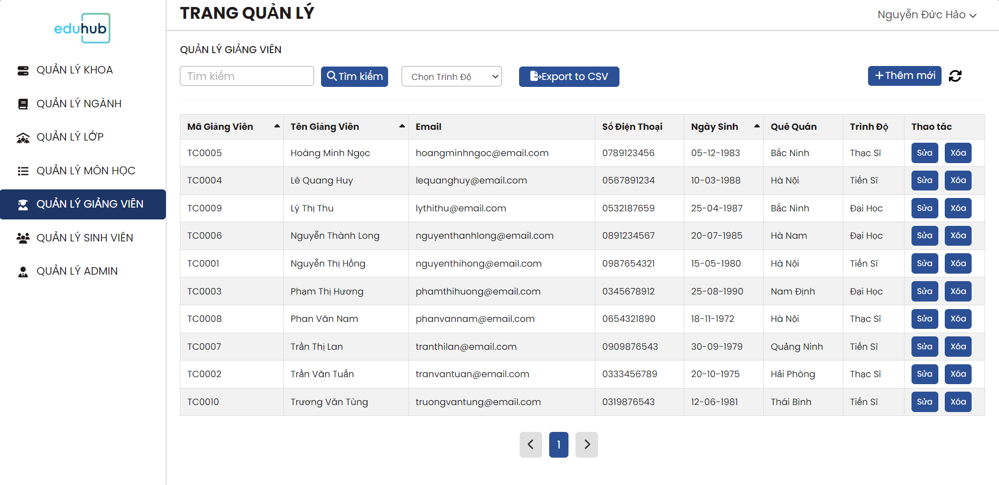 eduhub
QUẢN LÝ KHOA
QUẢN LÝ NGÀNH
QUẢN LÝ LỚP
QUẢN LÝ MÔN HỌC
QUẢN LÝ GIẢNG VIÊN
QUẢN LÝ SINH VIÊN
QUẢN LÝ ADMIN
TRANG QUẢN LÝ
Nguyễn Đức Hảo
QUẢN LÝ GIẢNG VIÊN
Tìm kiếm Tìm kiếm Chọn Trình Độ Export to CSV Thêm mới
Mã Giảng Viên Tên Giảng Viên Email Số Điện Thoại Ngày Sinh Quê Quán Trình Độ Thao tác
TC0005 Hoàng Minh Ngọc hoangminhngoc@email.com 0789123456 05-12-1983 Bắc Ninh Thạc Sĩ Sửa Xóa
TC0004 Lê Quang Huy lequanghuy@email.com 0567891234 10-03-1988 Hà Nội Tiến Sĩ Sửa Xóa
TC0009 Lý Thị Thu lythithu@email.com 0532187659 25-04-1987 Bắc Ninh Đại Học Sửa Xóa
TC0006 Nguyễn Thành Long nguyenthanhlong@email.com 0891234567 20-07-1985 Hà Nam Đại Học Sửa Xóa
TC0001 Nguyễn Thị Hồng nguyenthihong@email.com 0987654321 15-05-1980 Hà Nội Tiến Sĩ Sửa Xóa
TC0003 Phạm Thị Hương phamthihuong@email.com 0345678912 25-08-1990 Nam Định Đại Học Sửa Xóa
TC0008 Phan Văn Nam phanvannam@email.com 0654321890 18-11-1972 Hà Nội Thạc Sĩ Sửa Xóa
TC0007 Trần Thị Lan tranthilan@email.com 0909876543 30-09-1979 Quảng Ninh Tiến Sĩ Sửa Xóa
TC0002 Trần Văn Tuấn tranvantuan@email.com 0333456789 20-10-1975 Hải Phòng Thạc Sĩ Sửa Xóa
TC0010 Trương Văn Tùng truongvantung@email.com 0319876543 12-06-1981 Thái Bình Tiến Sĩ Sửa Xóa
1